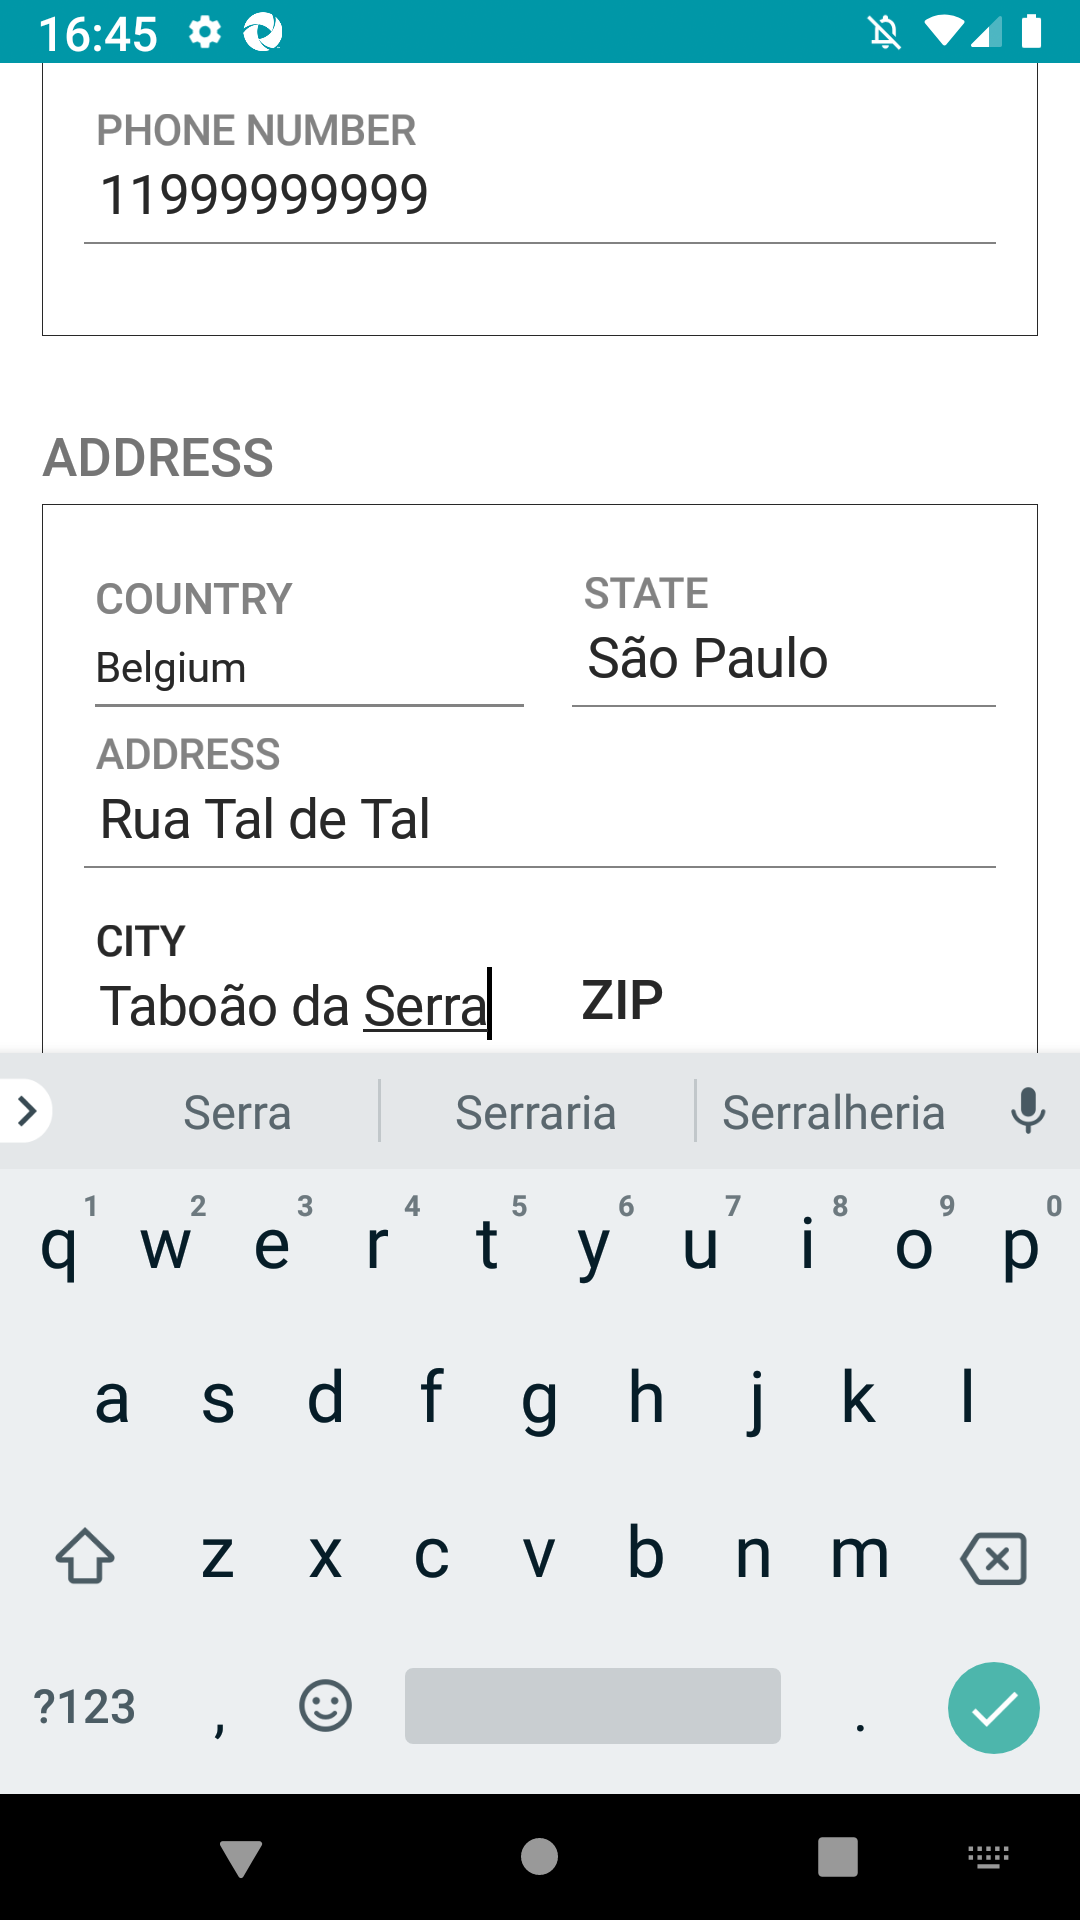 16:45
PHONE NUMBER
11999999999
ADDRESS
COUNTRY
STATE
Belgium
São Paulo
ADDRESS
Rua Tal de Tal
CITY
Taboão da Serra
ZIP
Serra Serraria Serralheria
1 2 3 4 5 6 7 8 9 0
q w e r t y u i o p
a s d f g h j k l
z x c v b n m
?123 , .